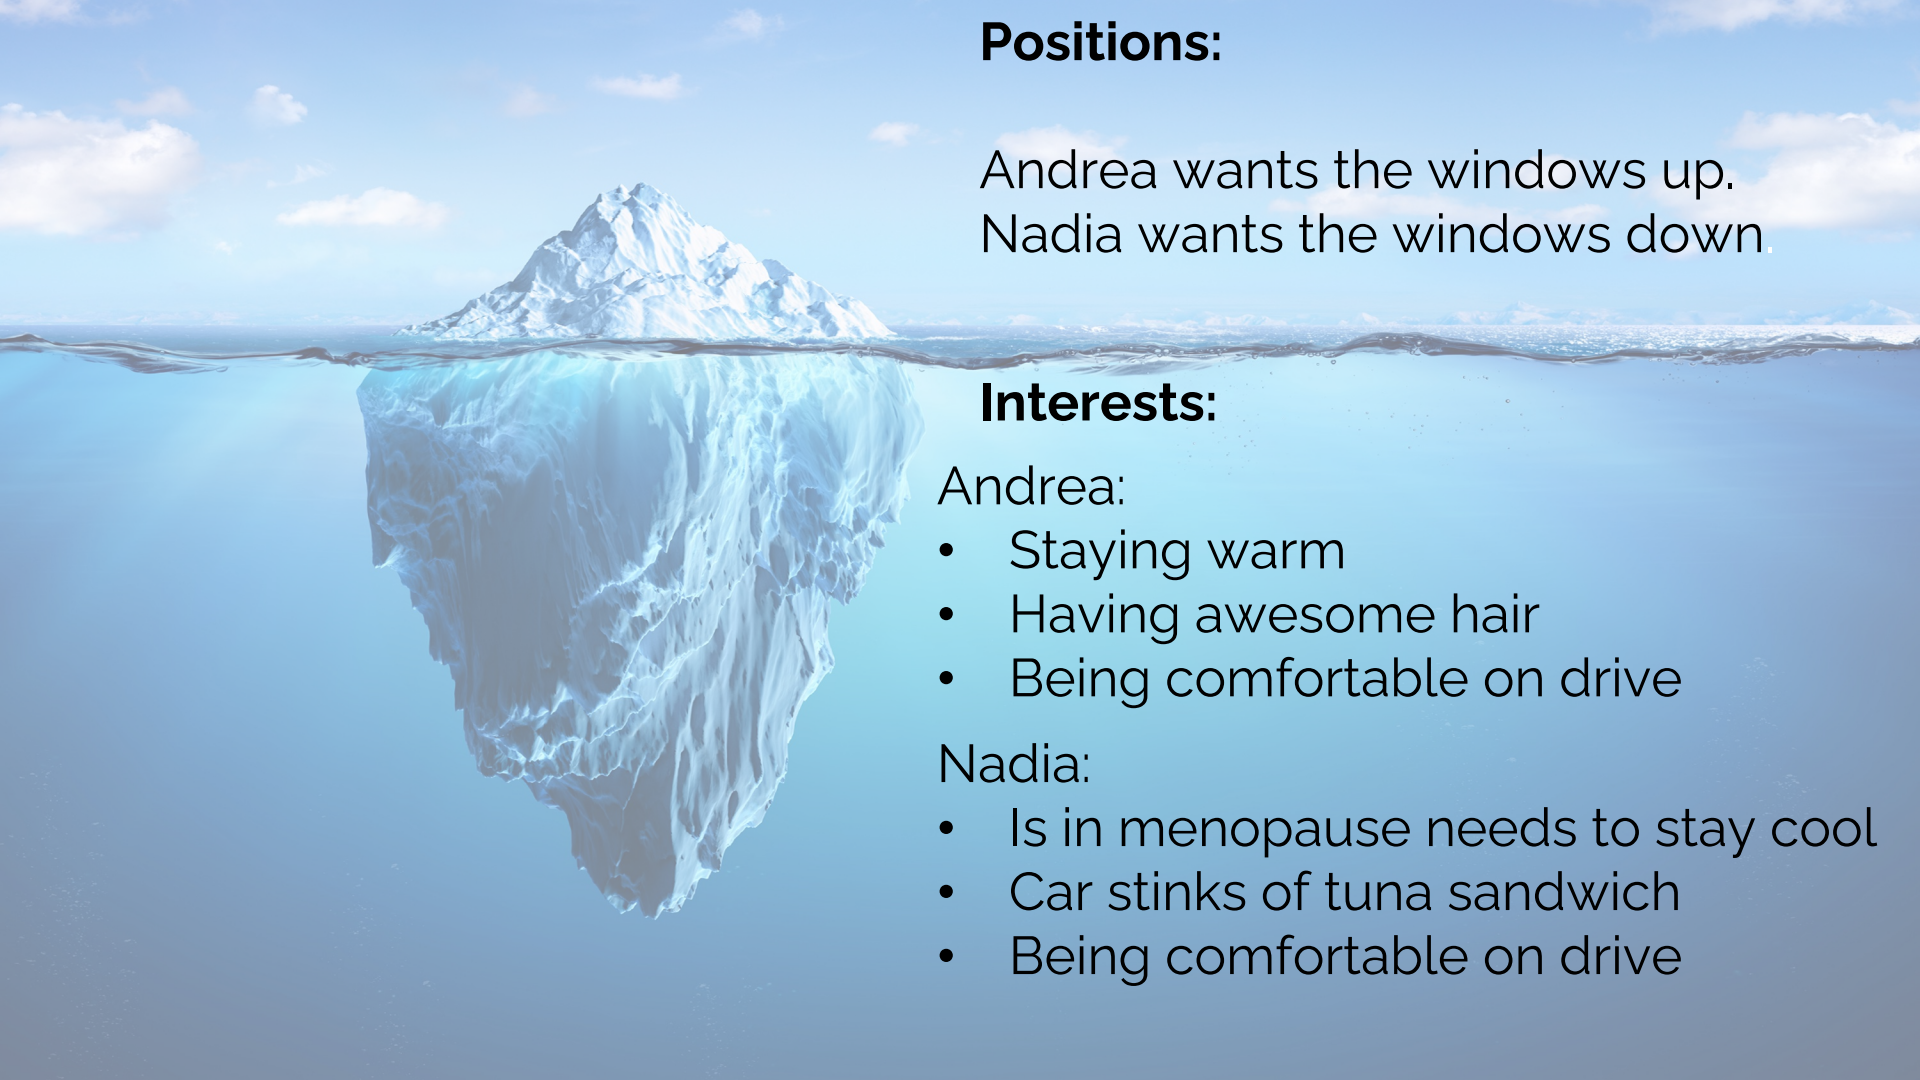 Positions:
Andrea wants the windows up.
Nadia wants the windows down.
Interests:
Andrea:
• Staying warm
• Having awesome hair
• Being comfortable on drive
Nadia:
• Is in menopause needs to stay cool
• Car stinks of tuna sandwich
• Being comfortable on drive